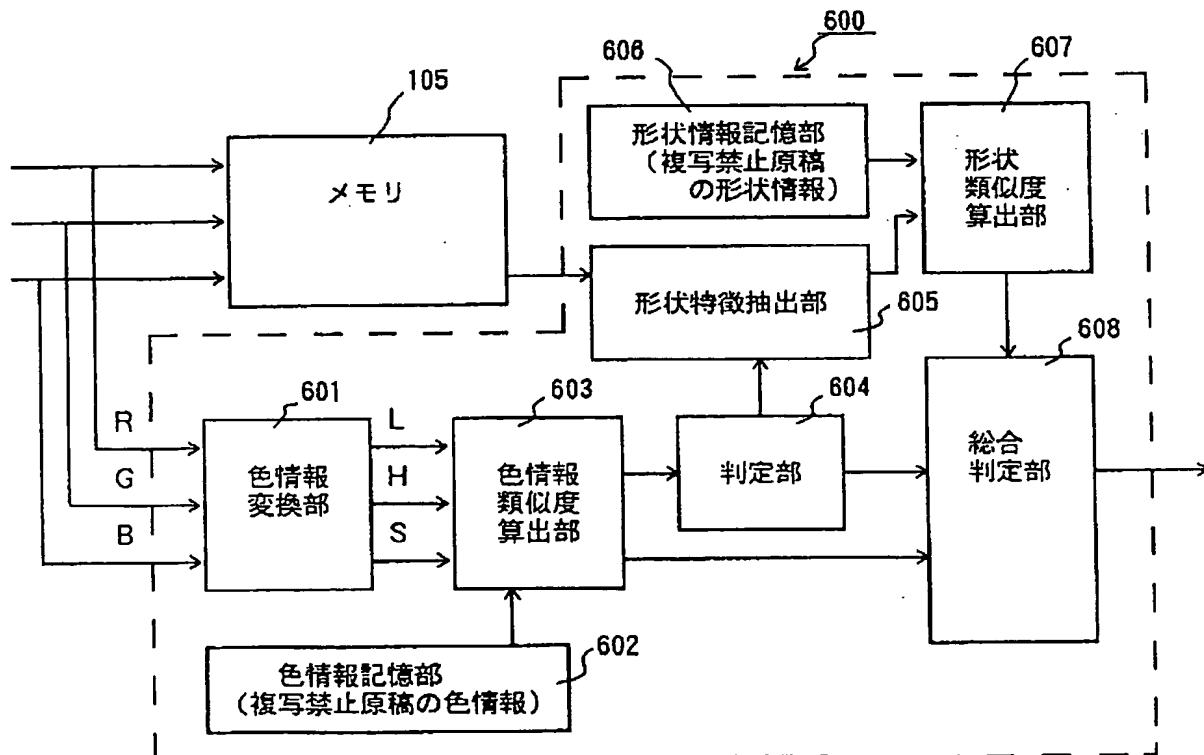 600
606
607
105
形状情報記憶部
(複写禁止原稿
の形状情報)
形状
類似度
算出部
メモリ
形状特徴抽出部
605
608
601
603
604
R
G
B
L
H
S
色情報
変換部
色情報
類似度
算出部
判定部
総合
判定部
602
色情報記憶部
(複写禁止原稿の色情報)